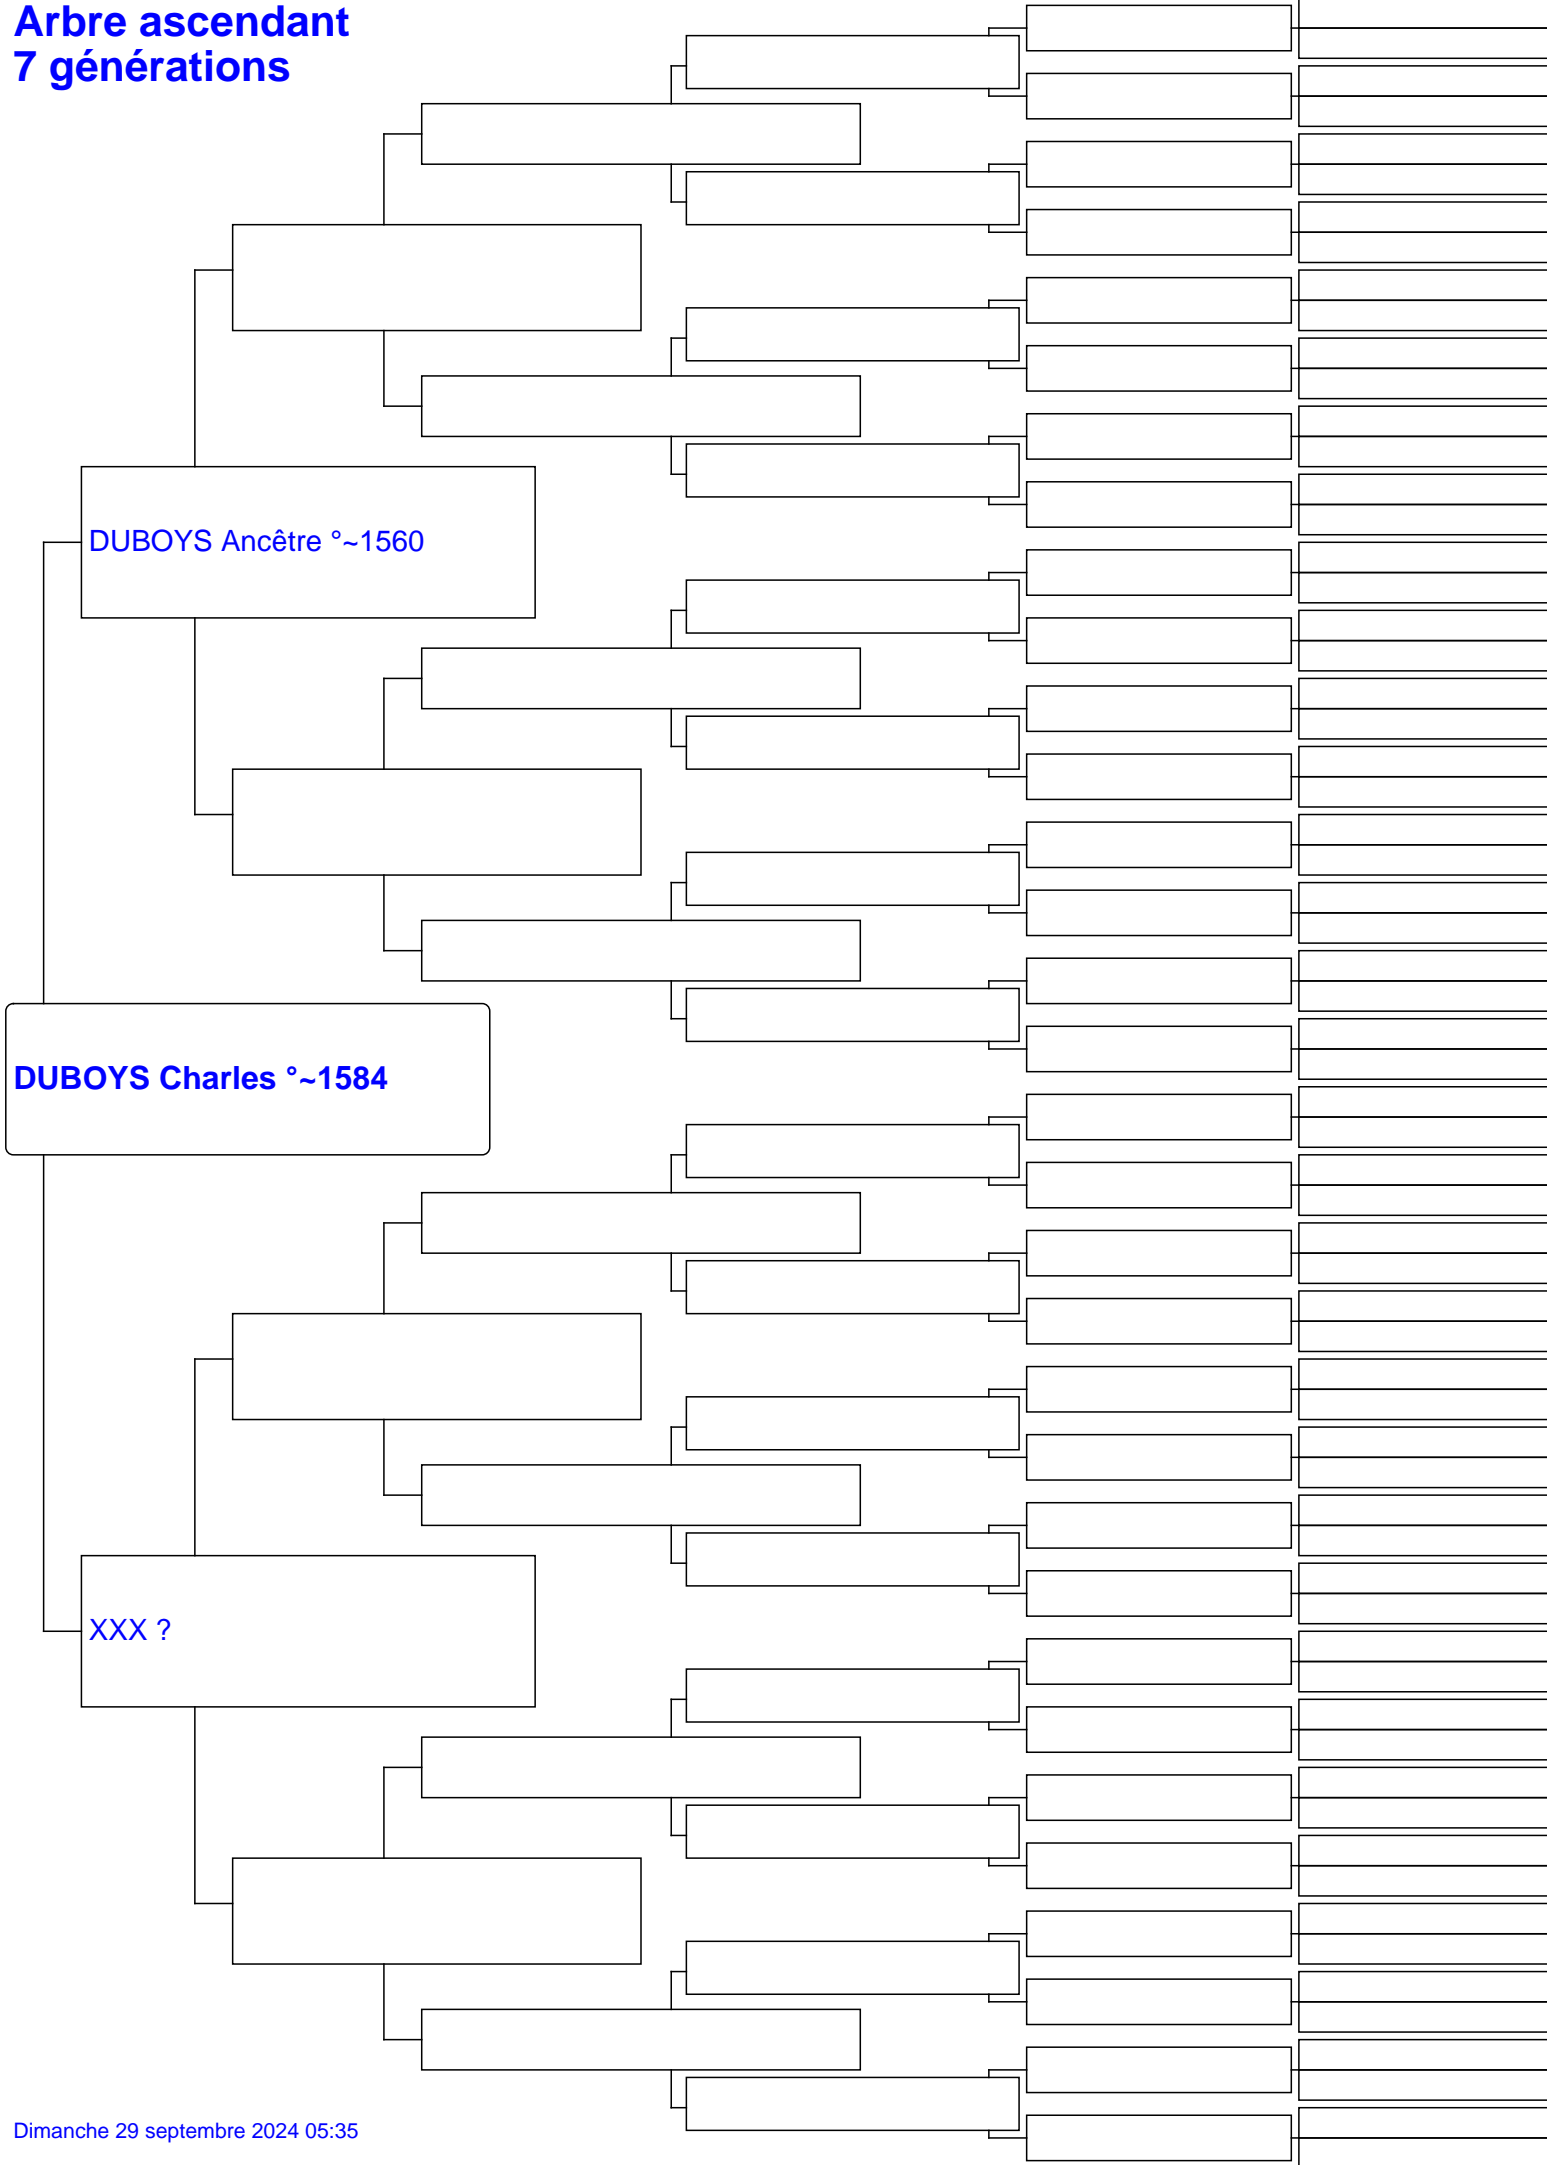 Arbre ascendant
7 générations
DUBOYS Ancêtre °~1560
DUBOYS Charles °~1584
XXX ?
Dimanche 29 septembre 2024 05:35